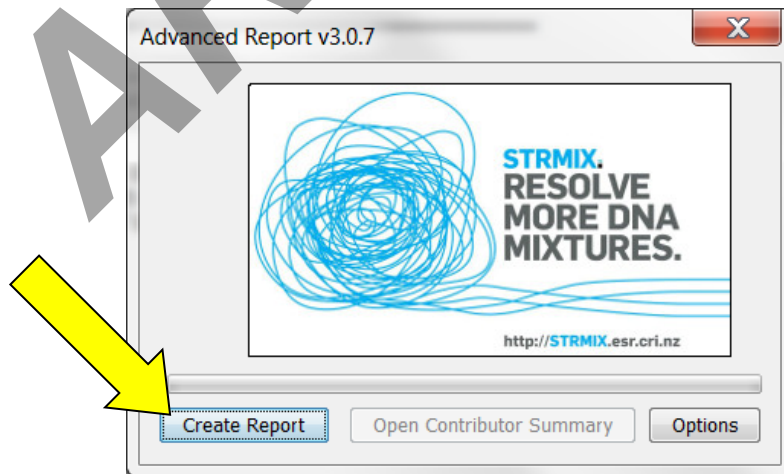 Advanced Report v3.0.7
STRMIX.
RESOLVE
MORE DNA
MIXTURES.
http://STRMIX.esr.cri.nz
Create Report
Open Contributor Summary
Options